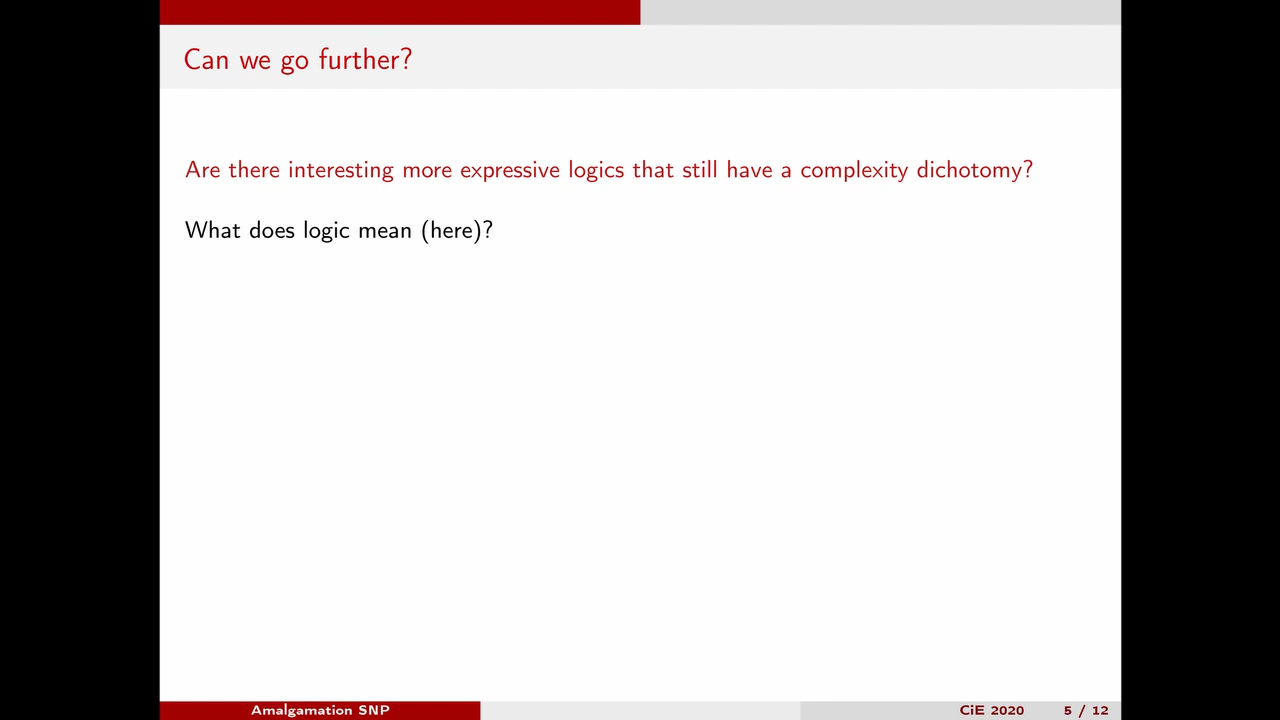 Can we go further?
Are there interesting more expressive logics that still have a complexity dichotomy?
What does logic mean (here)?
Amalgamation SNP
CiE 2020
5 / 12